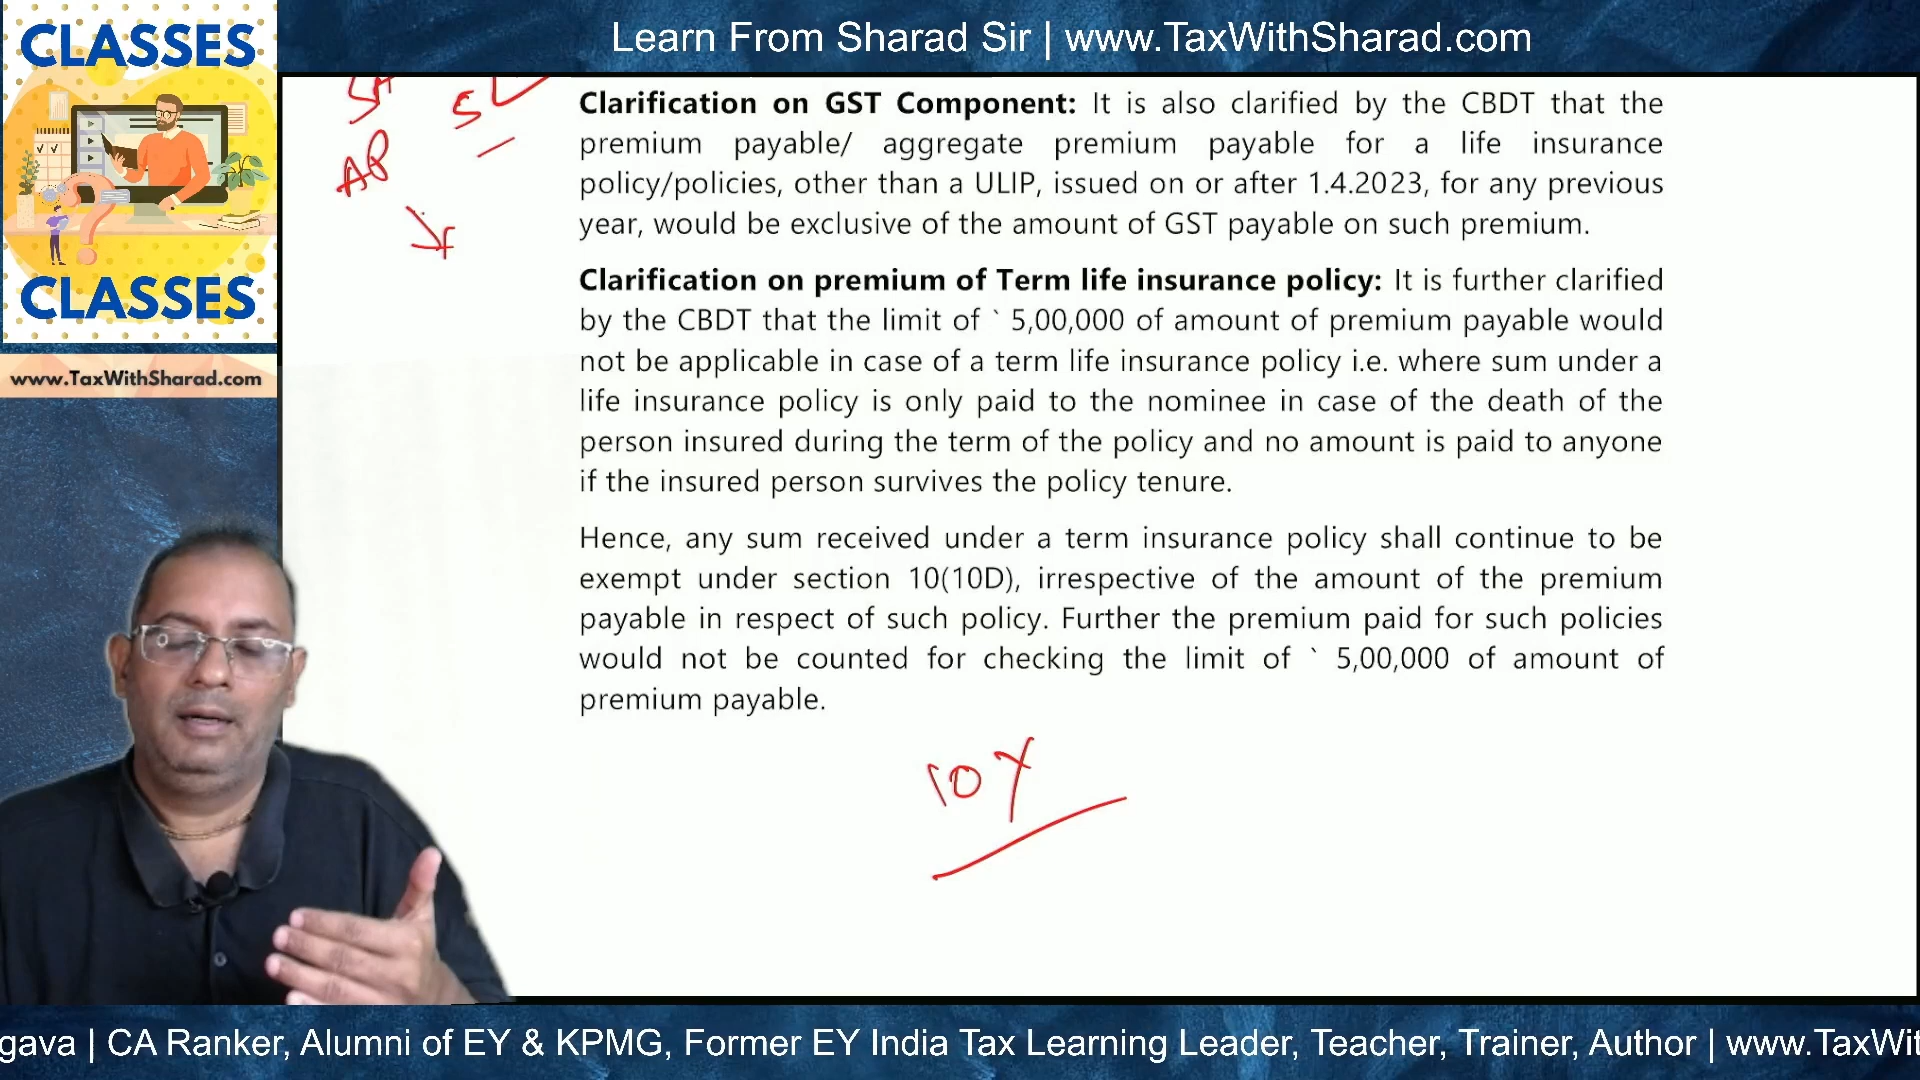 Learn From Sharad Sir | www.TaxWithSharad.com
CLASSES
CLASSES
www.TaxWithSharad.com
SA 5L
AP
Clarification on GST Component: It is also clarified by the CBDT that the
premium payable/ aggregate premium payable for a life insurance
policy/policies, other than a ULIP, issued on or after 1.4.2023, for any previous
year, would be exclusive of the amount of GST payable on such premium.
Clarification on premium of Term life insurance policy: It is further clarified
by the CBDT that the limit of ` 5,00,000 of amount of premium payable would
not be applicable in case of a term life insurance policy i.e. where sum under a
life insurance policy is only paid to the nominee in case of the death of the
person insured during the term of the policy and no amount is paid to anyone
if the insured person survives the policy tenure.
Hence, any sum received under a term insurance policy shall continue to be
exempt under section 10(10D), irrespective of the amount of the premium
payable in respect of such policy. Further the premium paid for such policies
would not be counted for checking the limit of ` 5,00,000 of amount of
premium payable.
10Y
gava | CA Ranker, Alumni of EY & KPMG, Former EY India Tax Learning Leader, Teacher, Trainer, Author | www.TaxWit